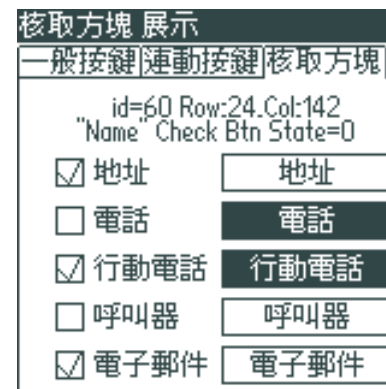 核取方塊 展示
一般按鍵 連動按鍵 核取方塊
id=60 Row:24.Col:142
"Name" Check Btn State=0
地址 地址
電話 電話
行動電話 行動電話
呼叫器 呼叫器
電子郵件 電子郵件